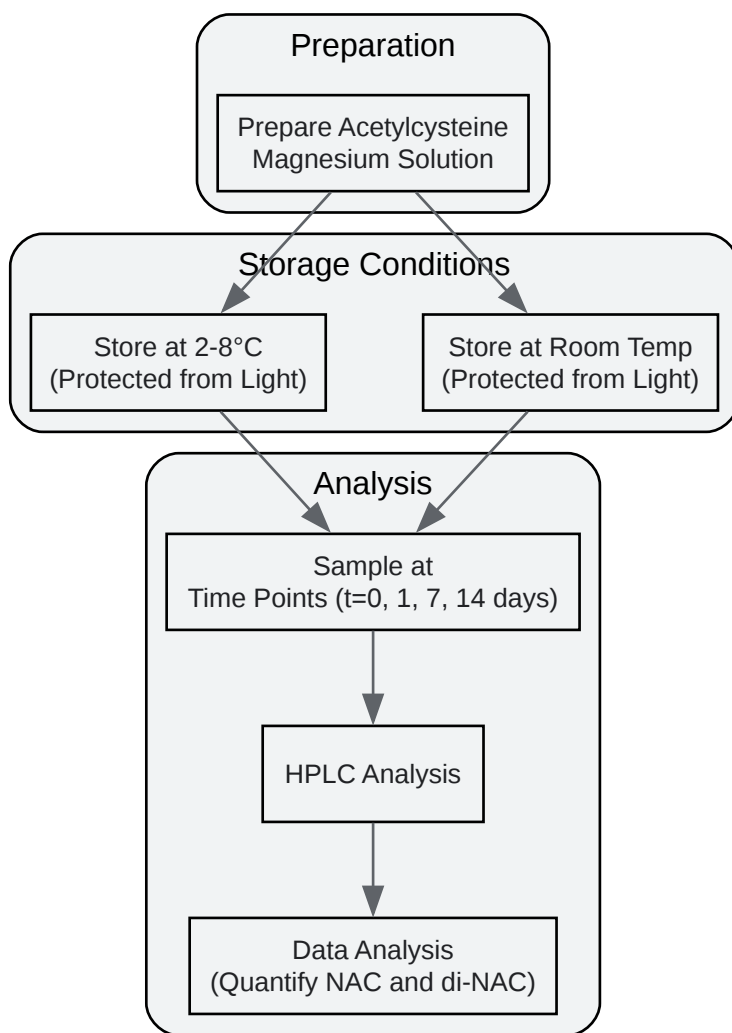 Preparation
Prepare Acetylcysteine
Magnesium Solution
Storage Conditions
Store at 2-8°C
(Protected from Light)
Store at Room Temp
(Protected from Light)
Analysis
Sample at
Time Points (t=0, 1, 7, 14 days)
HPLC Analysis
Data Analysis
(Quantify NAC and di-NAC)